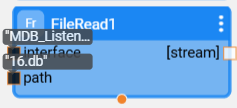 Fr FileRead1
"MDB_Listen...
interface [stream]
"16.db"
path